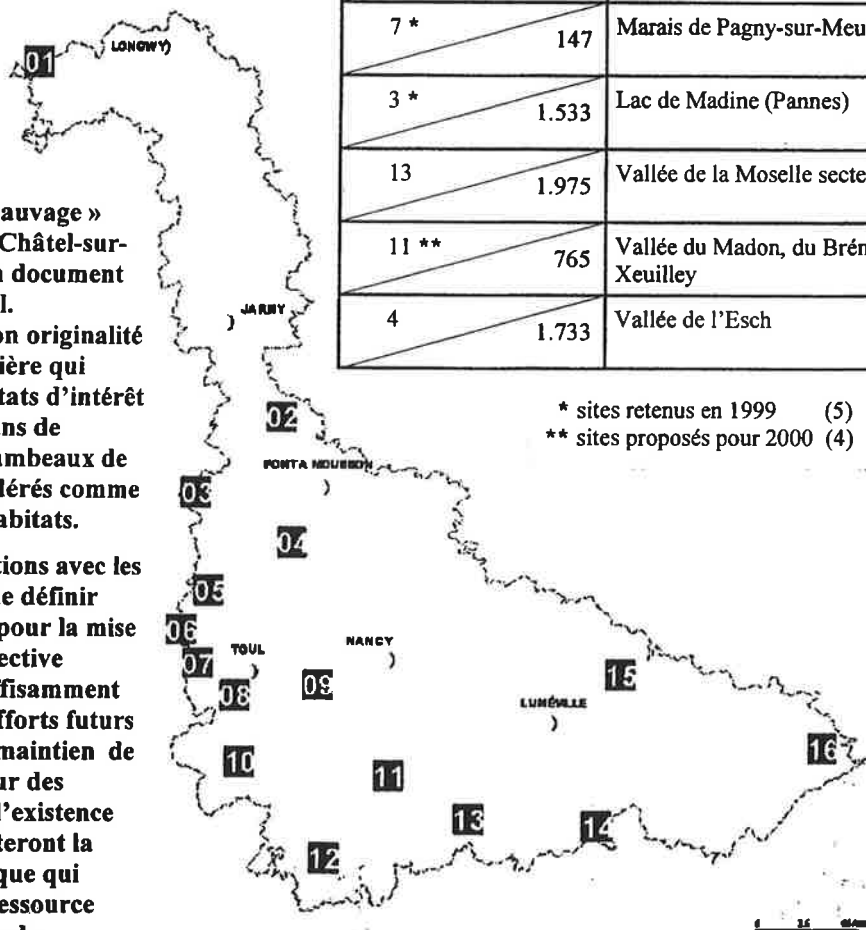 7 *
147
Marais de Pagny-sur-Meu
3 *
1.533
Lac de Madine (Pannes)
13
1.975
Vallée de la Moselle secte
11 **
765
Vallée du Madon, du Brén
Xeuilley
4
1.733
Vallée de l'Esch
* sites retenus en 1999 (5)
** sites proposés pour 2000 (4)
auvage »
Châtel-sur-
document
l.
on originalité
ière qui
tats d'intérêt
ns de
ambeaux de
lérés comme
abitats.
tions avec les
e définir
pour la mise
ective
ffisamment
fforts futurs
maintien de
ur des
l'existence
teront la
que qui
essource
01
LONGWY
JARNY
02
PONT A MOUSSON
03
04
05
06
07
TOUL
NANCY
08
09
15
LUNÉVILLE
10
11
16
13
14
12
0